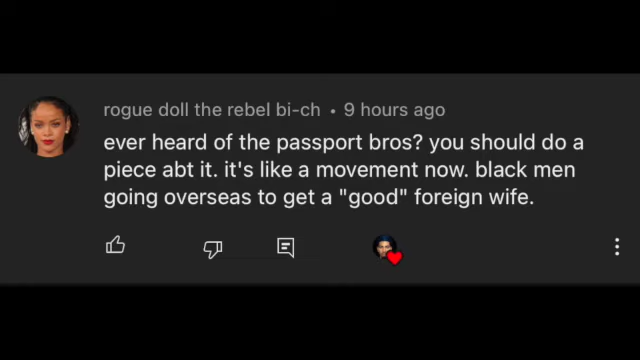 rogue doll the rebel bi-ch • 9 hours ago
ever heard of the passport bros? you should do a
piece abt it. it's like a movement now. black men
going overseas to get a "good" foreign wife.